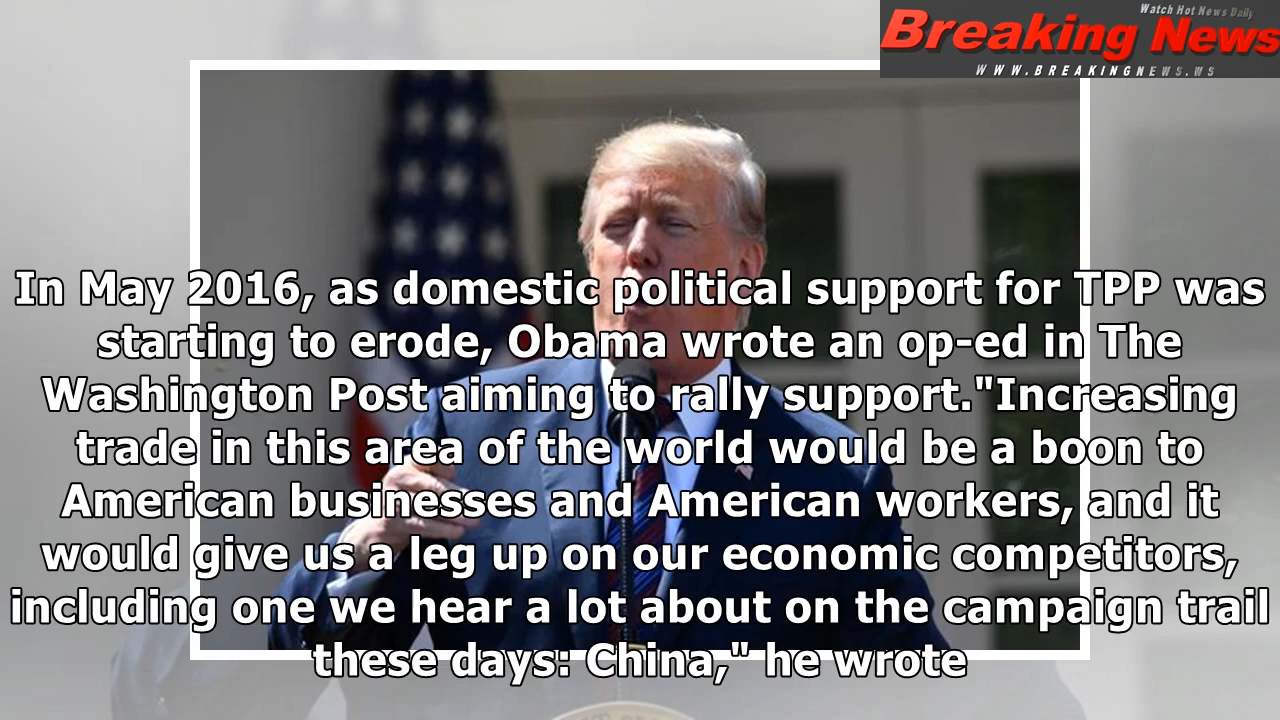 Watch Hot News Daily
Breaking News
WWW.BREAKINGNEWS.WS
In May 2016, as domestic political support for TPP was
starting to erode, Obama wrote an op-ed in The
Washington Post aiming to rally support."Increasing
trade in this area of the world would be a boon to
American businesses and American workers, and it
would give us a leg up on our economic competitors,
including one we hear a lot about on the campaign trail
these days: China," he wrote